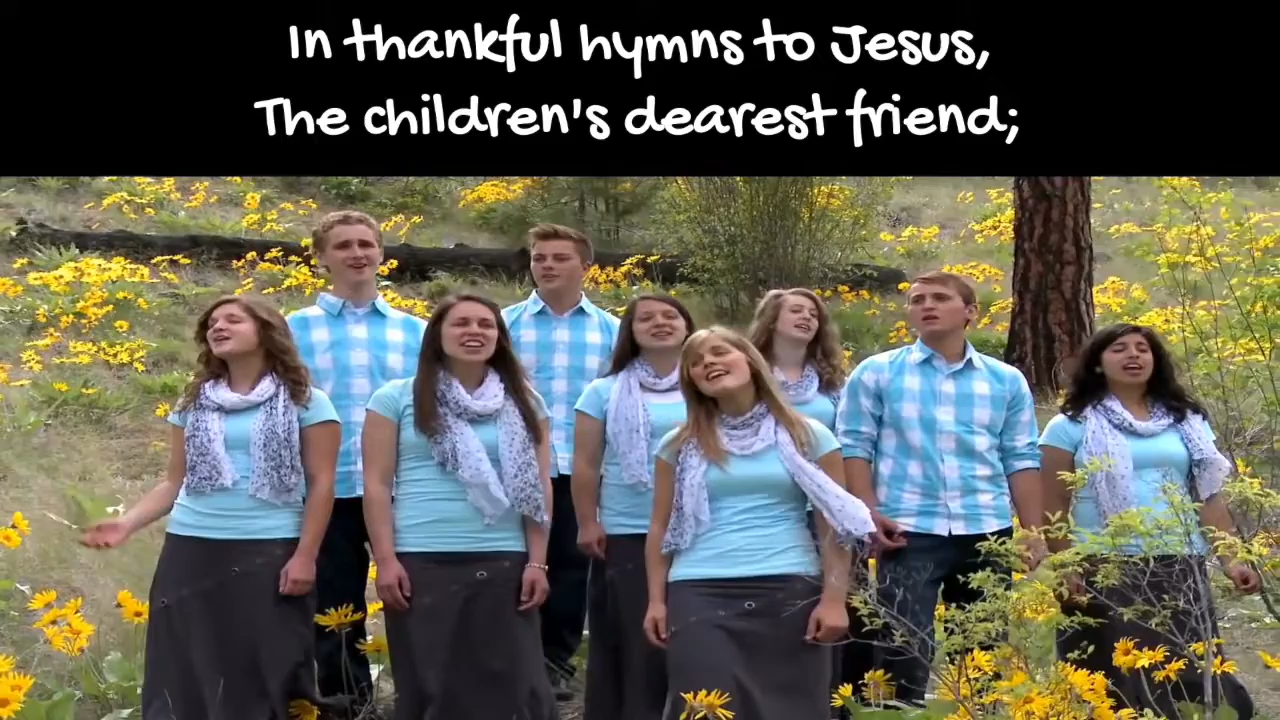 In thankful hymns to Jesus,
The children's dearest friend;